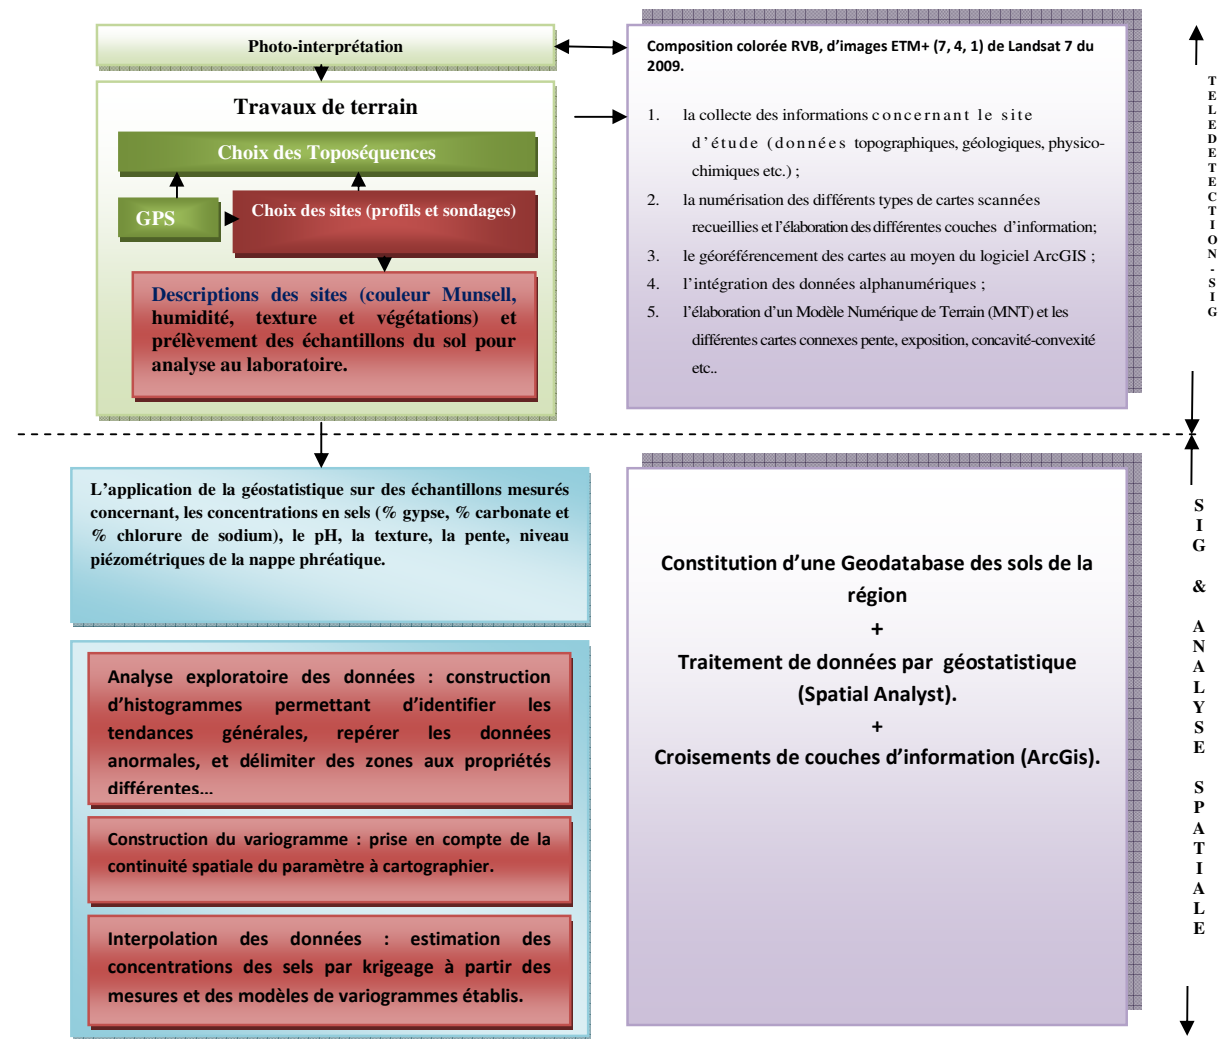 Photo-interprétation
Travaux de terrain
Choix des Toposéquences
GPS
Choix des sites (profils et sondages)
Descriptions des sites (couleur Munsell,
humidité, texture et végétations) et
prélèvement des échantillons du sol pour
analyse au laboratoire.
Composition colorée RVB, d'images ETM+ (7, 4, 1) de Landsat 7 du
2009.
1. la collecte des informations concernant le site
d'étude (données topographiques, géologiques, physico-
chimiques etc.) ;
2. la numérisation des différents types de cartes scannées
recueillies et l'élaboration des différentes couches d'information;
3. le géoréférencement des cartes au moyen du logiciel ArcGIS ;
4. l'intégration des données alphanumériques ;
5. l'élaboration d'un Modèle Numérique de Terrain (MNT) et les
différentes cartes connexes pente, exposition, concavité-convexité
etc..
TELEDETECTION-SIG
L'application de la géostatistique sur des échantillons mesurés
concernant, les concentrations en sels (% gypse, % carbonate et
% chlorure de sodium), le pH, la texture, la pente, niveau
piézométriques de la nappe phréatique.
Analyse exploratoire des données : construction
d'histogrammes permettant d'identifier les
tendances générales, repérer les données
anormales, et délimiter des zones aux propriétés
différentes...
Construction du variogramme : prise en compte de la
continuité spatiale du paramètre à cartographier.
Interpolation des données : estimation des
concentrations des sels par krigeage à partir des
mesures et des modèles de variogrammes établis.
Constitution d'une Geodatabase des sols de la
région
+
Traitement de données par géostatistique
(Spatial Analyst).
+
Croisements de couches d'information (ArcGis).
SIG & ANALYSE SPATIALE